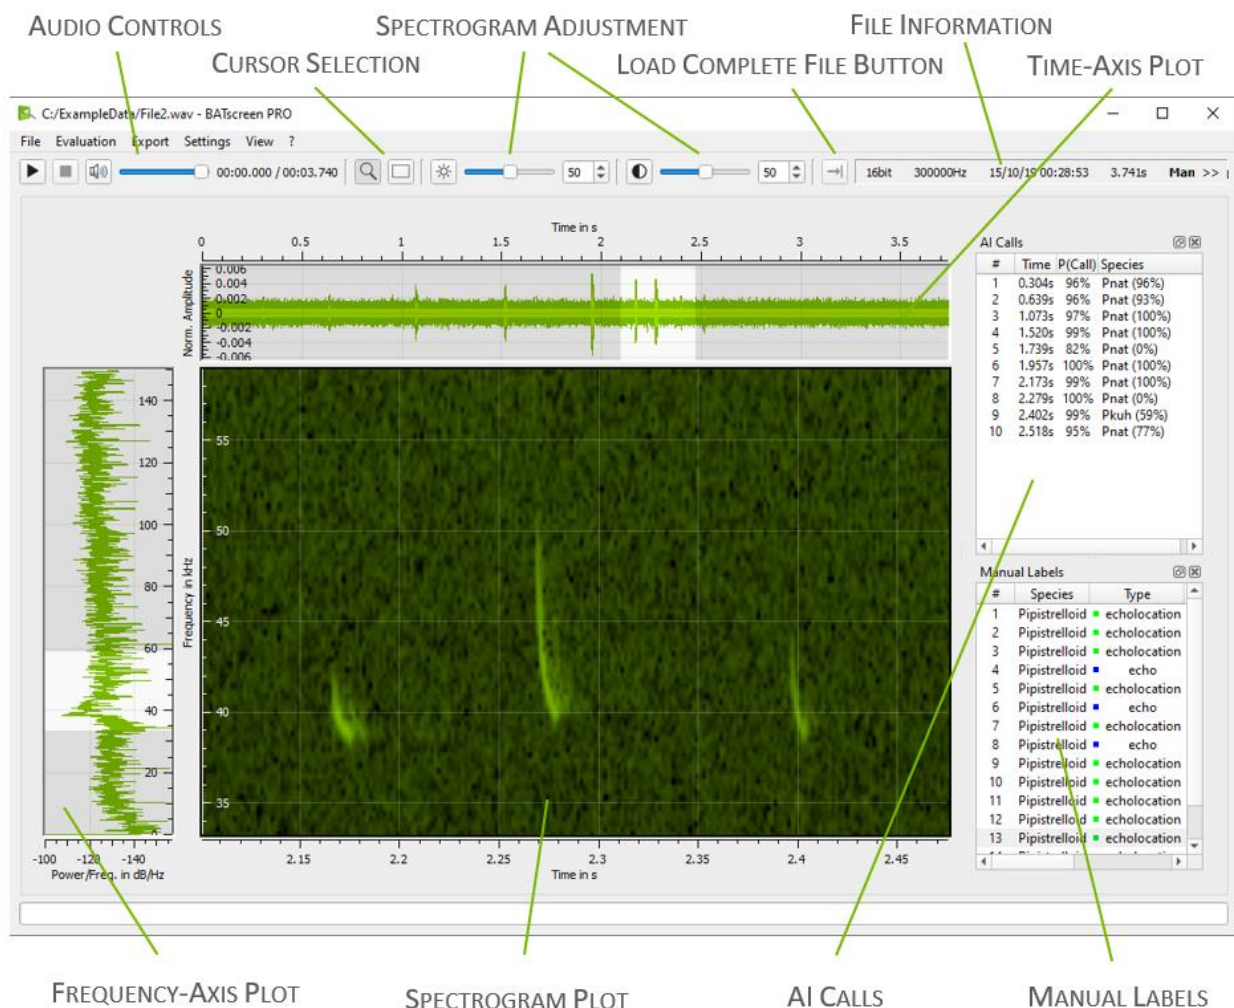 AUDIO CONTROLS
SPECTROGRAM ADJUSTMENT
FILE INFORMATION
CURSOR SELECTION
LOAD COMPLETE FILE BUTTON
TIME-AXIS PLOT
C:/ExampleData/File2.wav - BATscreen PRO
File Evaluation Export Settings View ?
00:00.000 / 00:03.740 50 50 16bit 300000Hz 15/10/19 00:28:53 3.741s Man >>
Time in s
0 0.5 1 1.5 2 2.5 3 3.5
Norm. Amplitude
0.006
0.004
0.002
0
-0.002
-0.004
-0.006
140
120
100
80
60
40
20
0
-100 -120 -140
Power/Freq. in dB/Hz
Frequency in kHz
55
50
45
40
35
2.15 2.2 2.25 2.3 2.35 2.4 2.45
Time in s
AI Calls
# Time P(Call) Species
1 0.304s 96% Pnat (96%)
2 0.639s 96% Pnat (93%)
3 1.073s 97% Pnat (100%)
4 1.520s 99% Pnat (100%)
5 1.739s 82% Pnat (0%)
6 1.957s 100% Pnat (100%)
7 2.173s 99% Pnat (100%)
8 2.279s 100% Pnat (0%)
9 2.402s 99% Pkuh (59%)
10 2.518s 95% Pnat (77%)
Manual Labels
# Species Type
1 Pipistrelloid echolocation
2 Pipistrelloid echolocation
3 Pipistrelloid echolocation
4 Pipistrelloid echo
5 Pipistrelloid echolocation
6 Pipistrelloid echo
7 Pipistrelloid echolocation
8 Pipistrelloid echo
9 Pipistrelloid echolocation
10 Pipistrelloid echolocation
11 Pipistrelloid echolocation
12 Pipistrelloid echolocation
13 Pipistrelloid echolocation
FREQUENCY-AXIS PLOT
SPECTROGRAM PLOT
AI CALLS
MANUAL LABELS